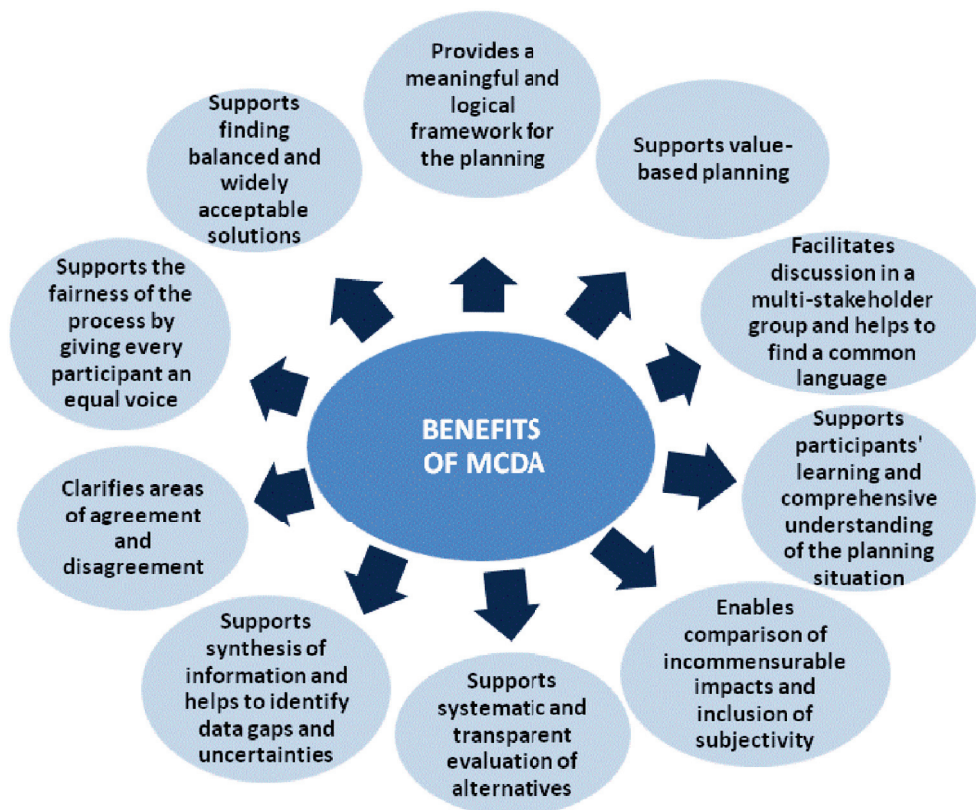 Provides a
meaningful and
logical
framework for
the planning
Supports value-
based planning
Facilitates
discussion in a
multi-stakeholder
group and helps to
find a common
language
Supports
participants'
learning and
comprehensive
understanding
of the planning
situation
Enables
comparison of
incommensurable
impacts and
inclusion of
subjectivity
Supports
systematic and
transparent
evaluation of
alternatives
Supports
synthesis of
information and
helps to identify
data gaps and
uncertainties
Clarifies areas
of agreement
and
disagreement
Supports the
fairness of the
process by
giving every
participant an
equal voice
Supports
finding
balanced and
widely
acceptable
solutions
BENEFITS
OF MCDA